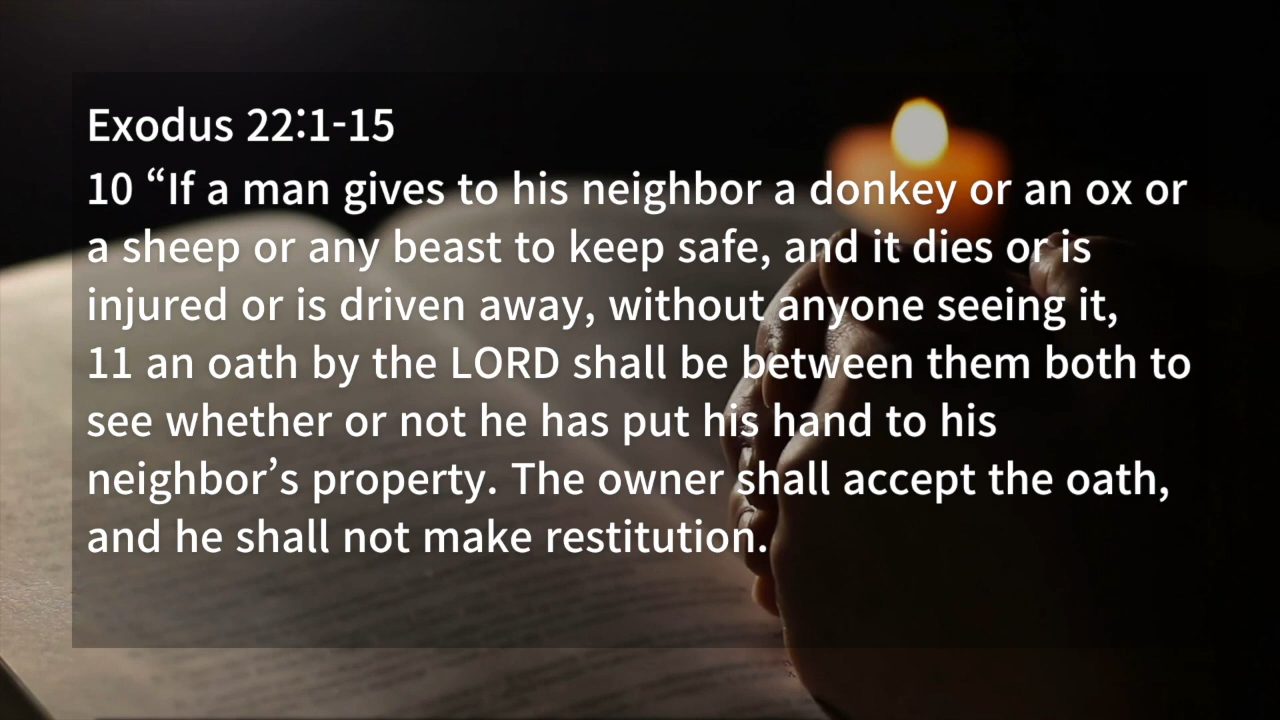 Exodus 22:1-15
10 “If a man gives to his neighbor a donkey or an ox or
a sheep or any beast to keep safe, and it dies or is
injured or is driven away, without anyone seeing it,
11 an oath by the LORD shall be between them both to
see whether or not he has put his hand to his
neighbor’s property. The owner shall accept the oath,
and he shall not make restitution.